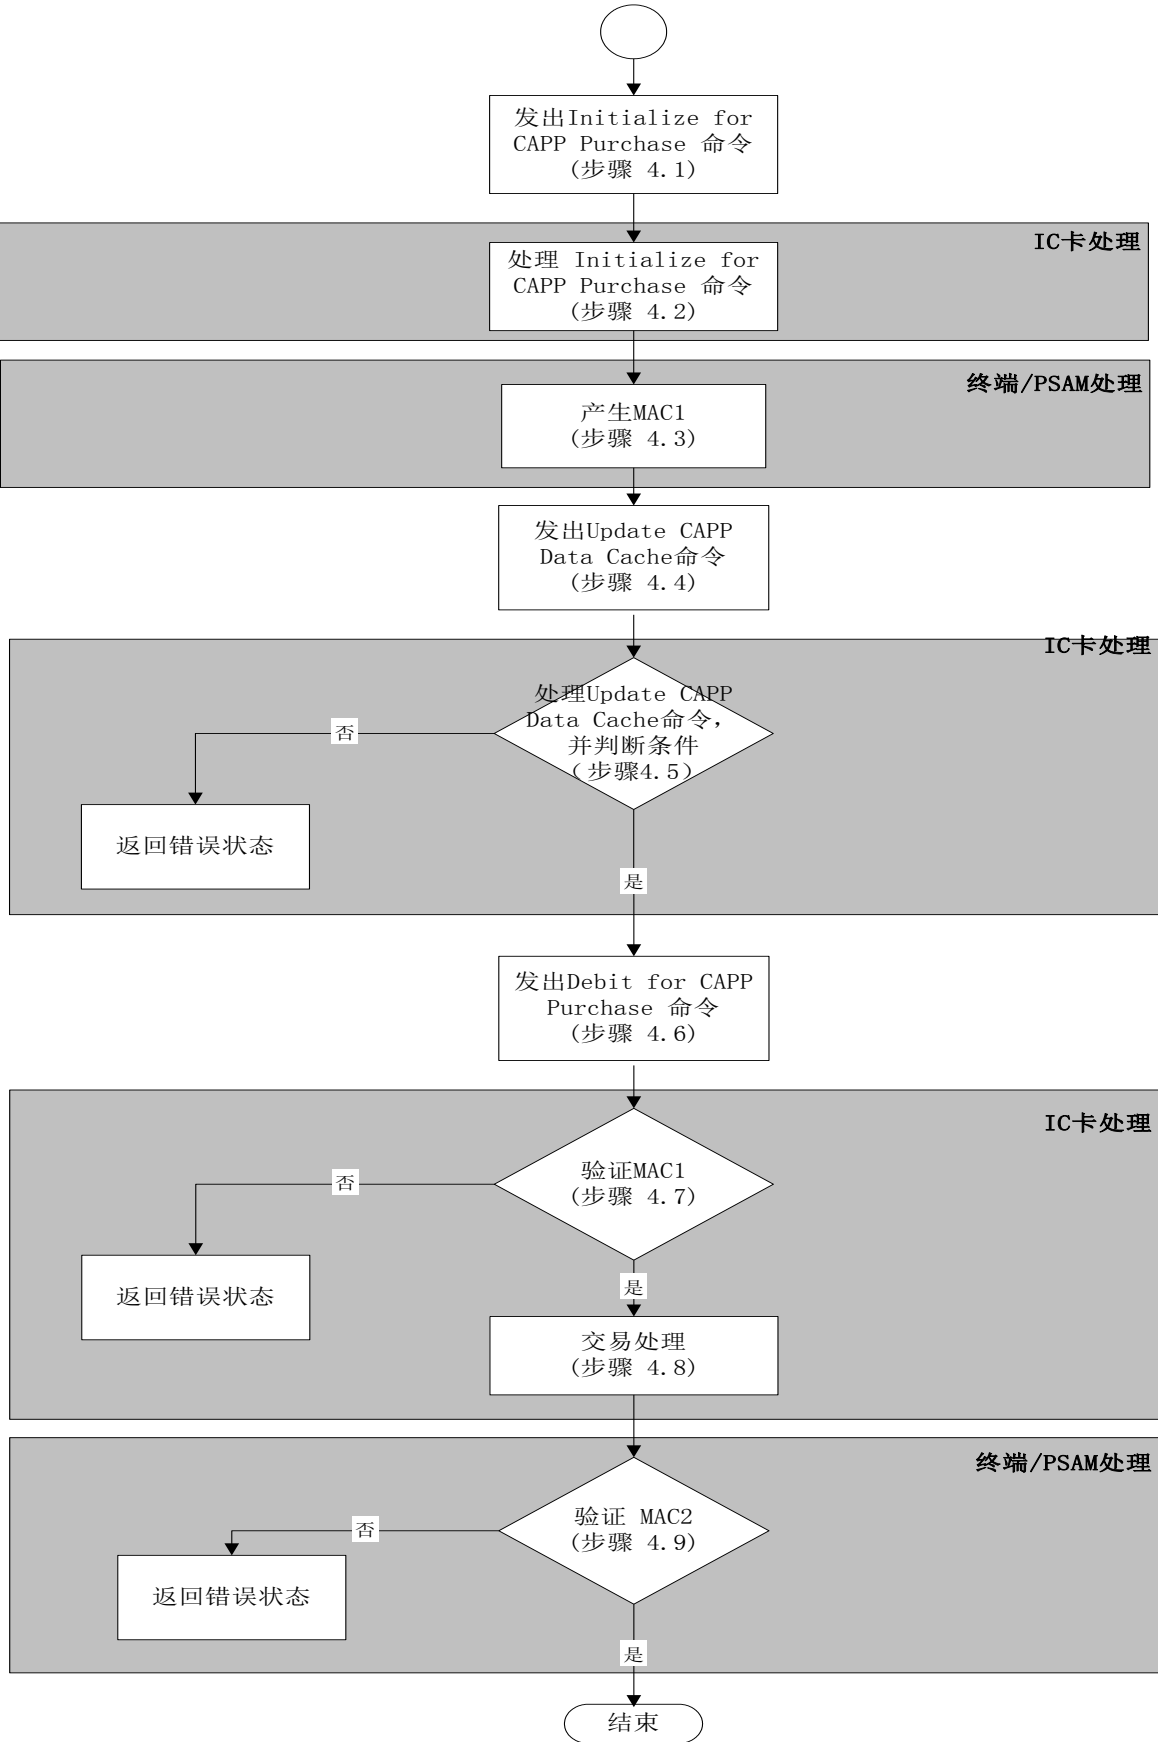 发出Initialize for
CAPP Purchase 命令
(步骤 4.1)
IC卡处理
处理 Initialize for
CAPP Purchase 命令
(步骤 4.2)
终端/PSAM处理
产生MAC1
(步骤 4.3)
发出Update CAPP
Data Cache命令
(步骤 4.4)
IC卡处理
处理Update CAPP
Data Cache命令，
并判断条件
（步骤4.5）
否
返回错误状态
是
发出Debit for CAPP
Purchase 命令
(步骤 4.6)
IC卡处理
验证MAC1
(步骤 4.7)
否
返回错误状态
是
交易处理
(步骤 4.8)
终端/PSAM处理
验证 MAC2
(步骤 4.9)
否
返回错误状态
是
结束